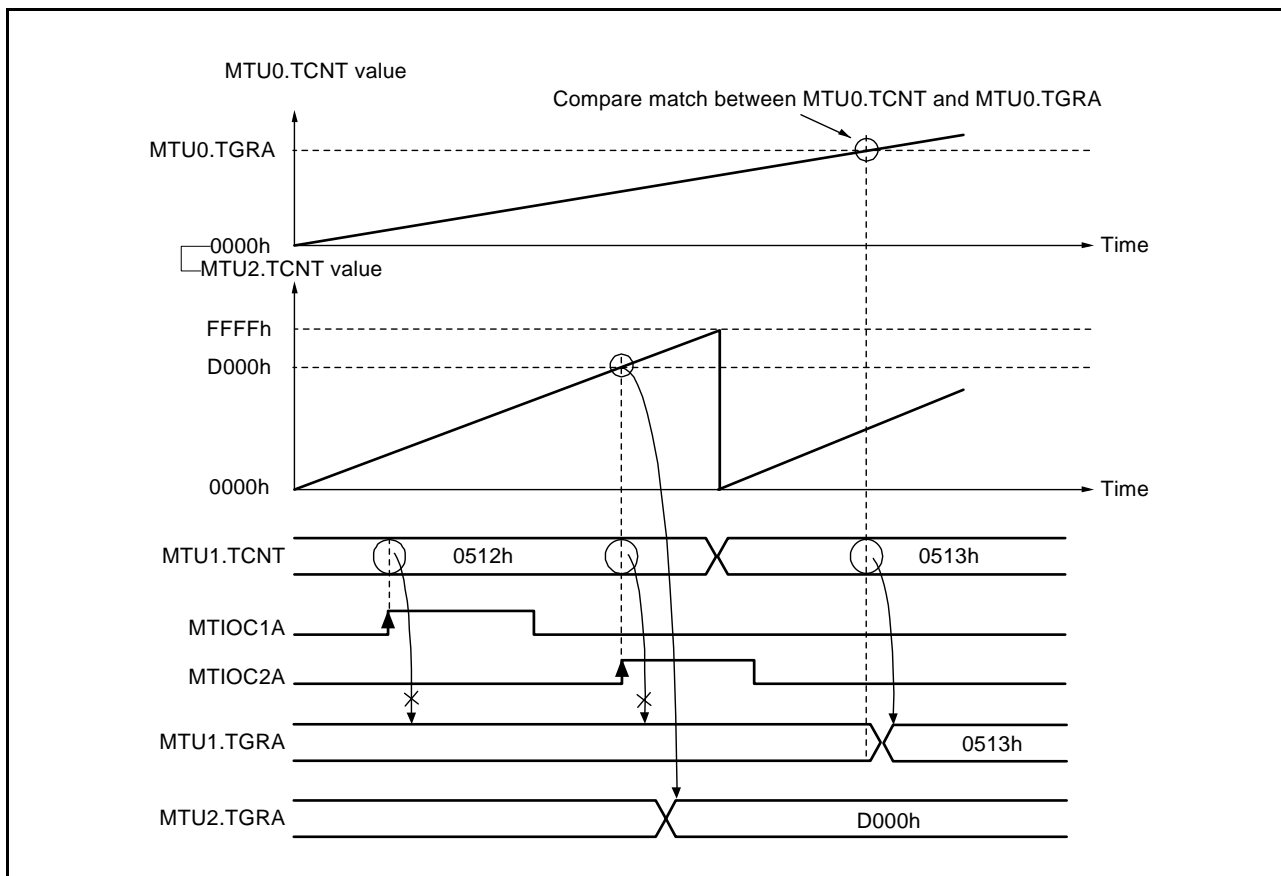 MTU0.TCNT value
Compare match between MTU0.TCNT and MTU0.TGRA
MTU0.TGRA
0000h
Time
MTU2.TCNT value
FFFFh
D000h
0000h
Time
MTU1.TCNT
0512h
0513h
MTIOC1A
MTIOC2A
MTU1.TGRA
0513h
MTU2.TGRA
D000h